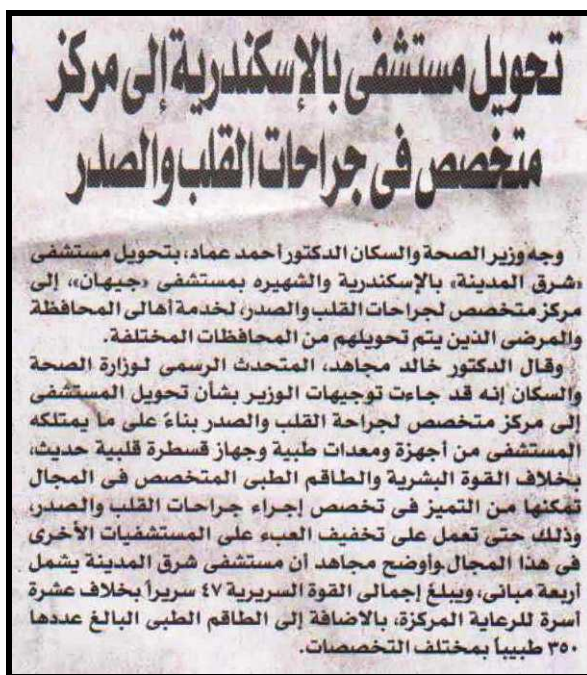 تحويل مستشفى بالإسكندرية إلى مركز
متخصص فى جراحات القلب والصدر
وجه وزير الصحة والسكان الدكتور أحمد عماد، بتحويل مستشفى
«شرق المدينة» بالإسكندرية والشهيره بمستشفى «جيهان»، إلى
مركز متخصص لجراحات القلب والصدر، لخدمة أهالى المحافظة
والمرضى الذين يتم تحويلهم من المحافظات المختلفة.
وقال الدكتور خالد مجاهد، المتحدث الرسمى لوزارة الصحة
والسكان إنه قد جاءت توجيهات الوزير بشأن تحويل المستشفى
إلى مركز متخصص لجراحة القلب والصدر بناءً على ما يمتلكه
المستشفى من أجهزة ومعدات طبية وجهاز قسطرة قلبية حديث،
بخلاف القوة البشرية والطاقم الطبى المتخصص فى المجال
تمكنها من التميز فى تخصص إجراء جراحات القلب والصدر،
وذلك حتى تعمل على تخفيف العبء على المستشفيات الأخرى
فى هذا المجال.وأوضح مجاهد أن مستشفى شرق المدينة يشمل
أربعة مبانى، ويبلغ إجمالى القوة السريرية ٤٧ سريراً بخلاف عشرة
أسرة للرعاية المركزة، بالاضافة إلى الطاقم الطبى البالغ عددها
٣٥٠ طبيباً بمختلف التخصصات.